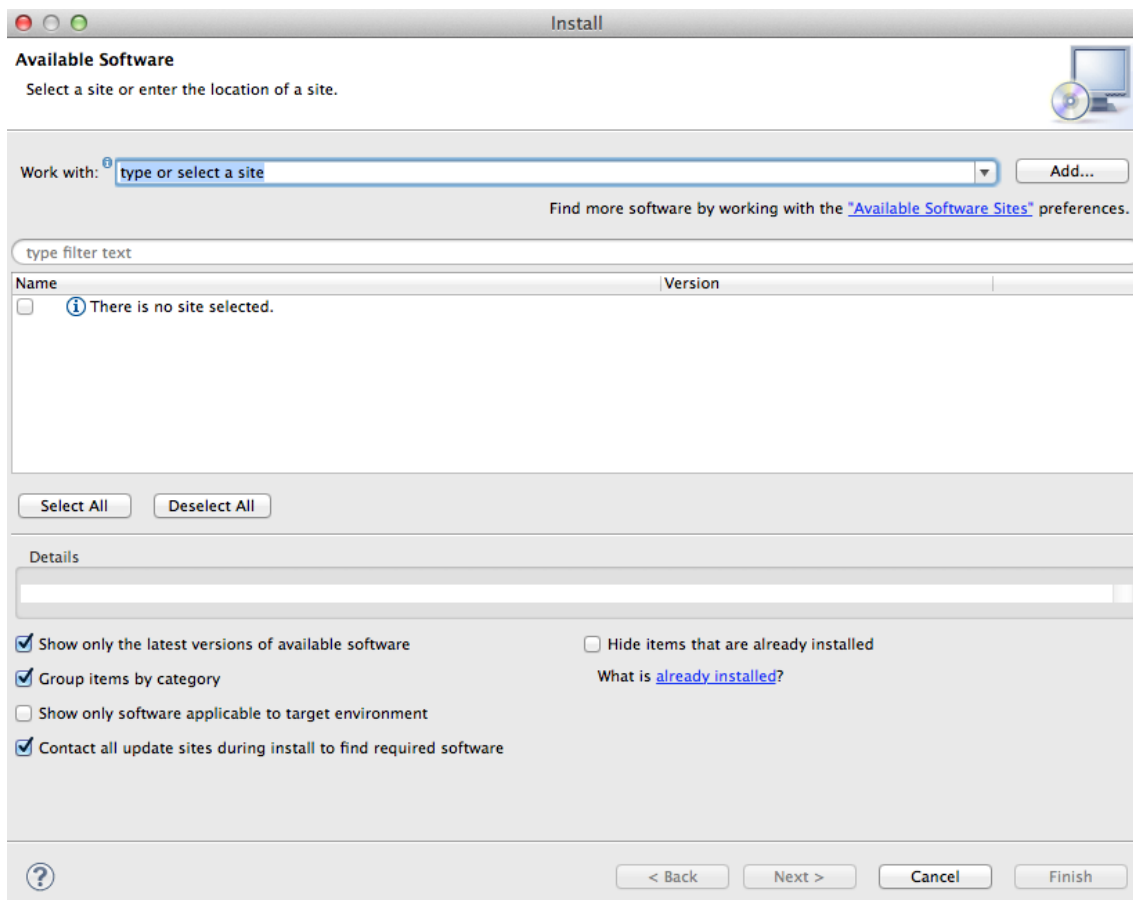 Install
Available Software
Select a site or enter the location of a site.
Work with: type or select a site Add...
Find more software by working with the "Available Software Sites" preferences.
type filter text
Name Version
There is no site selected.
Select All Deselect All
Details
Show only the latest versions of available software Hide items that are already installed
Group items by category What is already installed?
Show only software applicable to target environment
Contact all update sites during install to find required software
? < Back Next > Cancel Finish